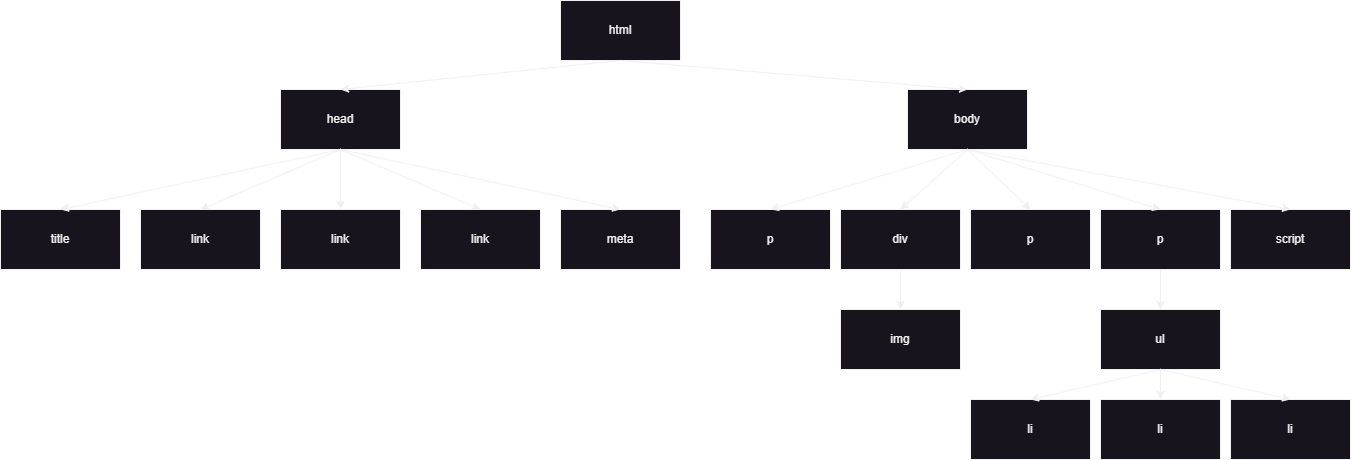 html
head
body
title
link
link
link
meta
p
div
p
p
script
img
ul
li
li
li